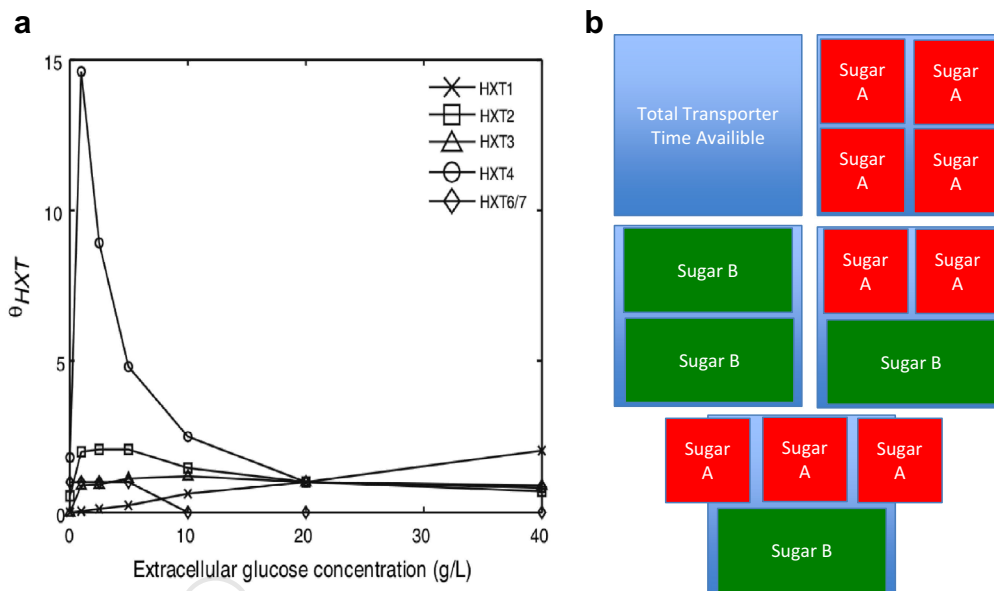 a
15
10
5
0
θHXT
0
10
20
30
40
Extracellular glucose concentration (g/L)
HXT1
HXT2
HXT3
HXT4
HXT6/7
b
Total Transporter
Time Availible
Sugar
A
Sugar
A
Sugar
A
Sugar
A
Sugar B
Sugar B
Sugar
A
Sugar
A
Sugar B
Sugar
A
Sugar
A
Sugar
A
Sugar B